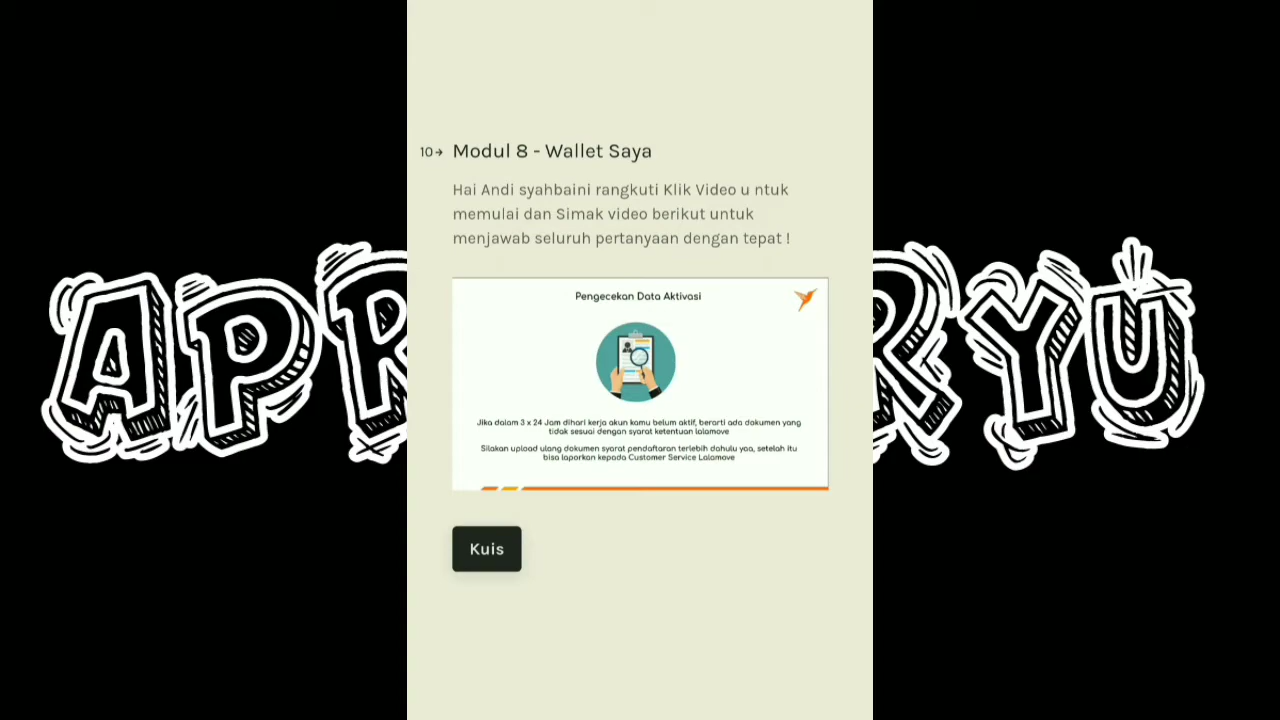 10→ Modul 8 - Wallet Saya
Hai Andi syahbaini rangkuti Klik Video u ntuk
memulai dan Simak video berikut untuk
menjawab seluruh pertanyaan dengan tepat !
Pengecekan Data Aktivasi
Jika dalam 3 x 24 Jam dihari kerja akun kamu belum aktif, berarti ada dokumen yang
tidak sesuai dengan syarat ketentuan lalamove
Silakan upload ulang dokumen syarat pendaftaran terlebih dahulu yaa, setelah itu
bisa laporkan kepada Customer Service Lalamove
Kuis
APR
RYU